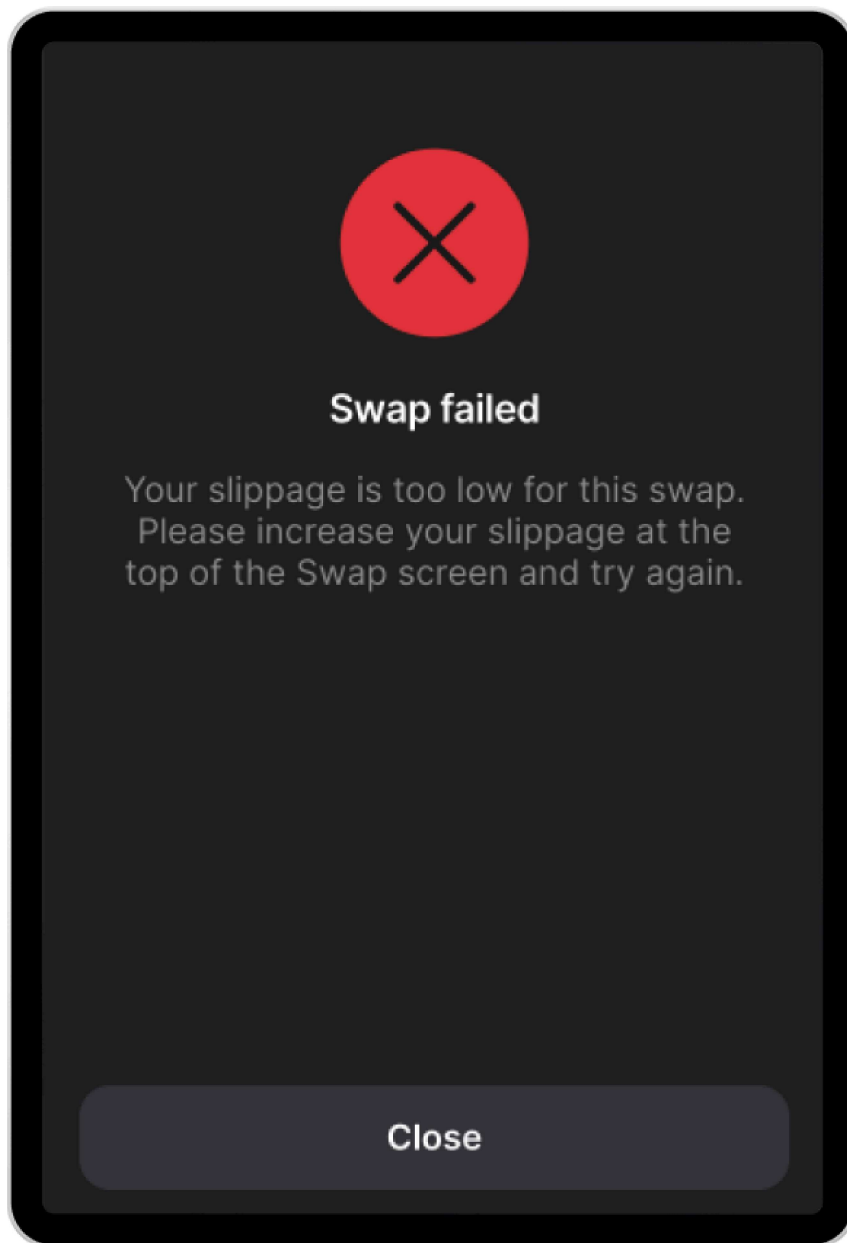 Swap failed
Your slippage is too low for this swap.
Please increase your slippage at the
top of the Swap screen and try again.
Close